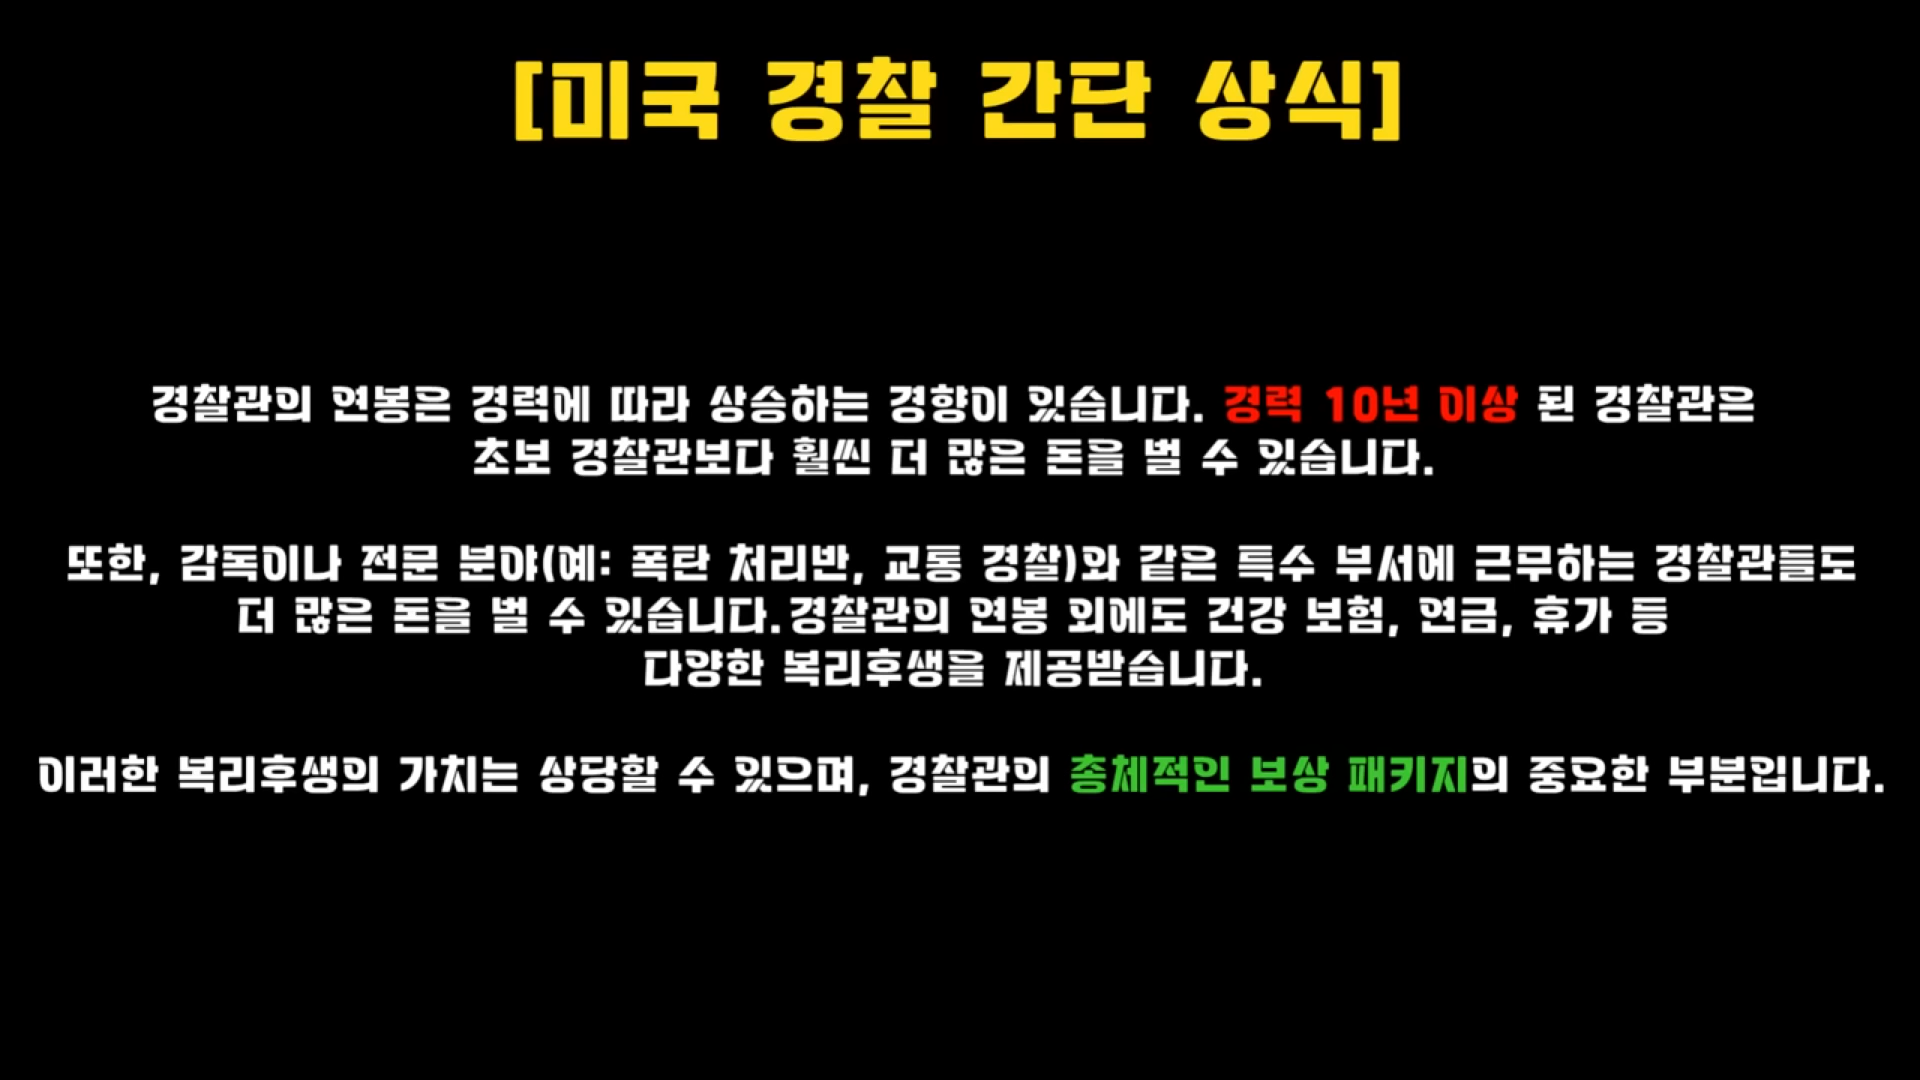 [미국 경찰 간단 상식]
경찰관의 연봉은 경력에 따라 상승하는 경향이 있습니다. 경력 10년 이상 된 경찰관은
초보 경찰관보다 훨씬 더 많은 돈을 벌 수 있습니다.
또한, 감독이나 전문 분야(예: 폭탄 처리반, 교통 경찰)와 같은 특수 부서에 근무하는 경찰관들도
더 많은 돈을 벌 수 있습니다.경찰관의 연봉 외에도 건강 보험, 연금, 휴가 등
다양한 복리후생을 제공받습니다.
이러한 복리후생의 가치는 상당할 수 있으며, 경찰관의 총체적인 보상 패키지의 중요한 부분입니다.